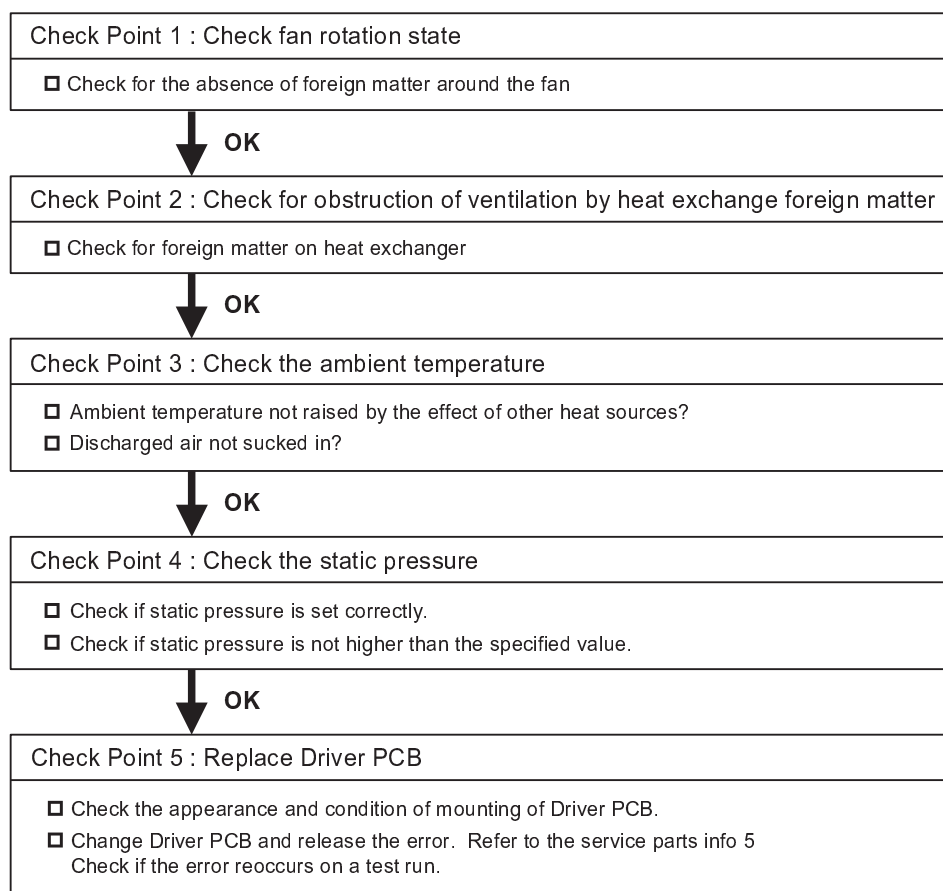 Check Point 1 : Check fan rotation state
Check for the absence of foreign matter around the fan
OK
Check Point 2 : Check for obstruction of ventilation by heat exchange foreign matter
Check for foreign matter on heat exchanger
OK
Check Point 3 : Check the ambient temperature
Ambient temperature not raised by the effect of other heat sources?
Discharged air not sucked in?
OK
Check Point 4 : Check the static pressure
Check if static pressure is set correctly.
Check if static pressure is not higher than the specified value.
OK
Check Point 5 : Replace Driver PCB
Check the appearance and condition of mounting of Driver PCB.
Change Driver PCB and release the error. Refer to the service parts info 5
Check if the error reoccurs on a test run.